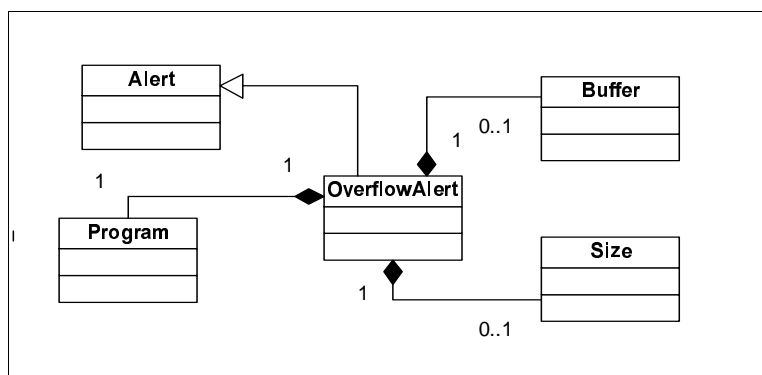 Alert
Buffer
0..1
1
1
1
OverflowAlert
Program
Size
1
0..1